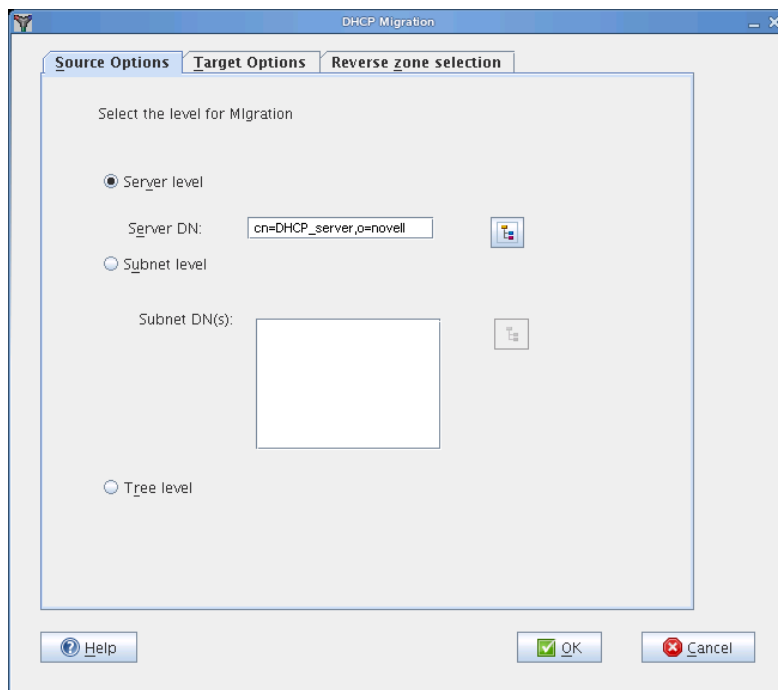 DHCP Migration
Source Options Target Options Reverse zone selection
Select the level for MIgration
Server level
Server DN: cn=DHCP_server,o=novell
Subnet level
Subnet DN(s):
Tree level
Help OK Cancel